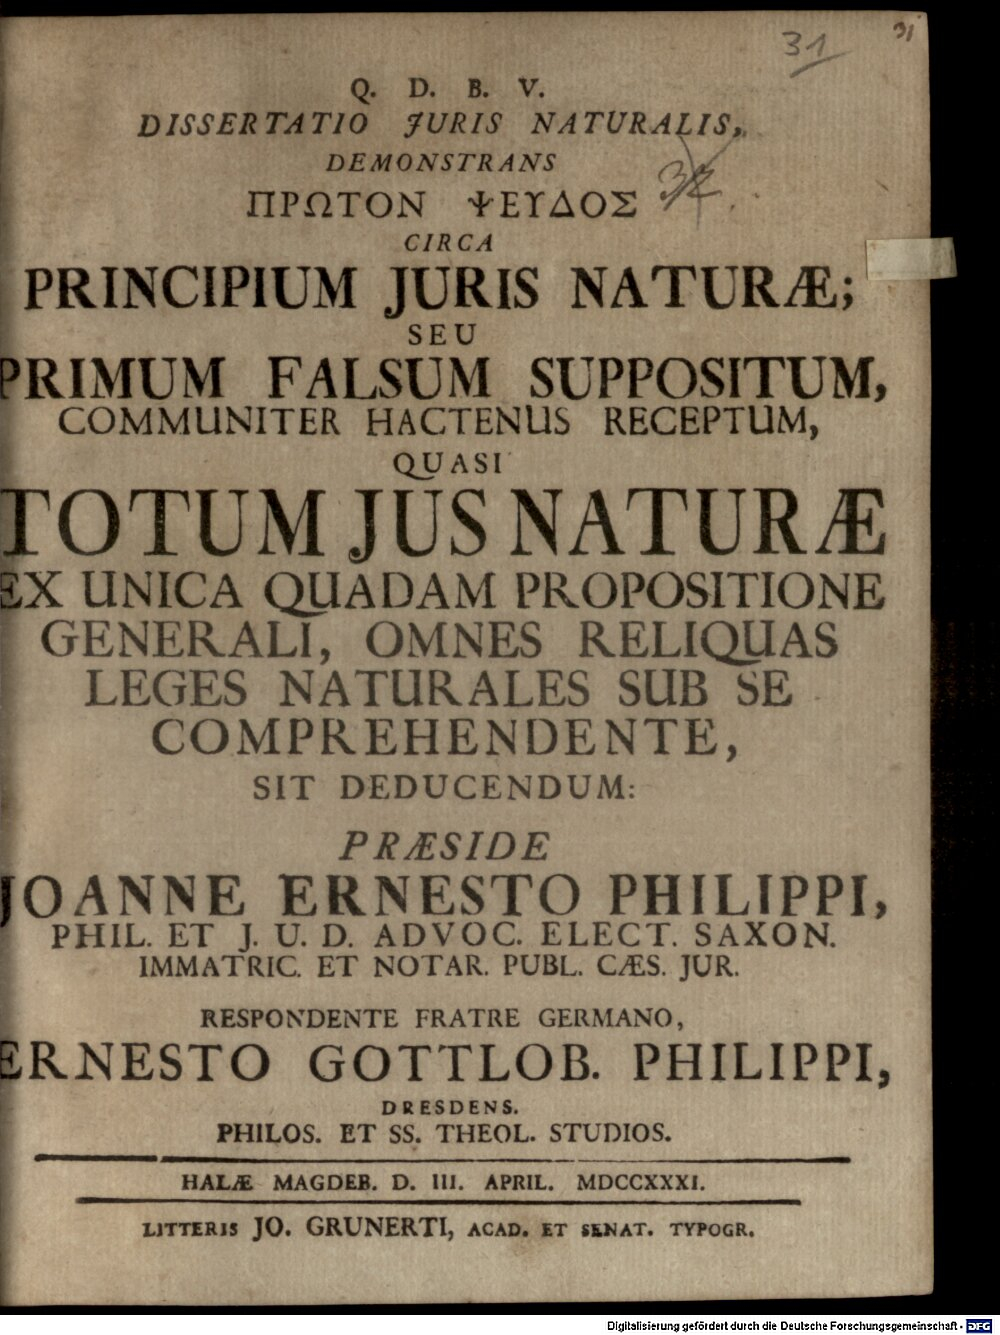 31
31
Q. D. B. V.
DISSERTATIO JURIS NATURALIS,
DEMONSTRANS
ΠΡΩΤΟΝ ΨΕΥΔΟΣ
CIRCA
PRINCIPIUM JURIS NATURÆ;
SEU
PRIMUM FALSUM SUPPOSITUM,
COMMUNITER HACTENUS RECEPTUM,
QUASI
TOTUM JUS NATURÆ
EX UNICA QUADAM PROPOSITIONE
GENERALI, OMNES RELIQUAS
LEGES NATURALES SUB SE
COMPREHENDENTE,
SIT DEDUCENDUM:
PRÆSIDE
JOANNE ERNESTO PHILIPPI,
PHIL. ET J. U. D. ADVOC. ELECT. SAXON.
IMMATRIC. ET NOTAR. PUBL. CÆS. JUR.
RESPONDENTE FRATRE GERMANO,
ERNESTO GOTTLOB. PHILIPPI,
DRESDENS.
PHILOS. ET SS. THEOL. STUDIOS.
HALÆ MAGDEB. D. III. APRIL. MDCCXXXI.
LITTERIS JO. GRUNERTI, ACAD. ET SENAT. TYPOGR.
Digitalisierung gefördert durch die Deutsche Forschungsgemeinschaft - DFG